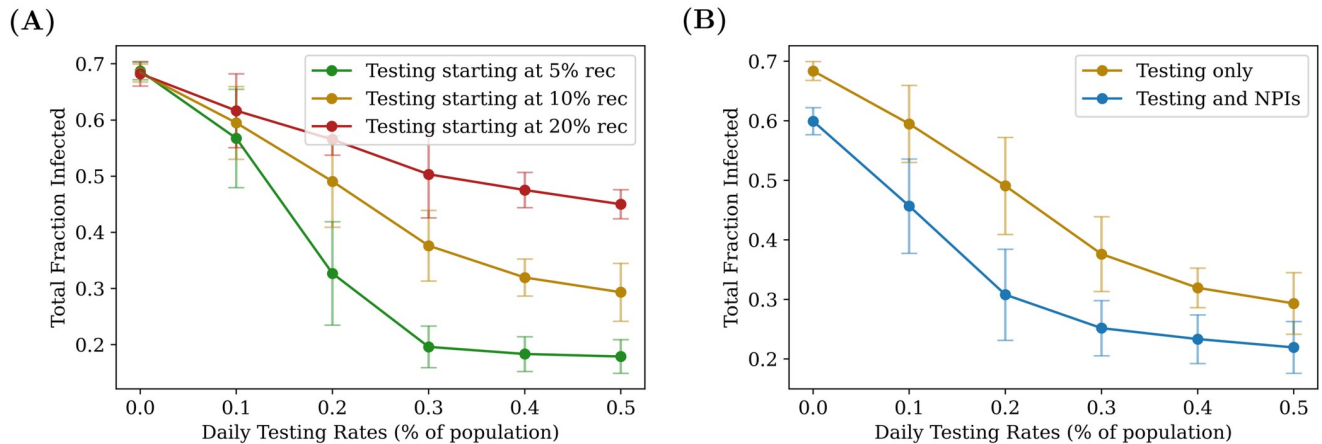 (A)
Total Fraction Infected
0.7
0.6
0.5
0.4
0.3
0.2
Testing starting at 5% rec
Testing starting at 10% rec
Testing starting at 20% rec
0.0 0.1 0.2 0.3 0.4 0.5
Daily Testing Rates (% of population)
(B)
Total Fraction Infected
0.7
0.6
0.5
0.4
0.3
0.2
Testing only
Testing and NPIs
0.0 0.1 0.2 0.3 0.4 0.5
Daily Testing Rates (% of population)